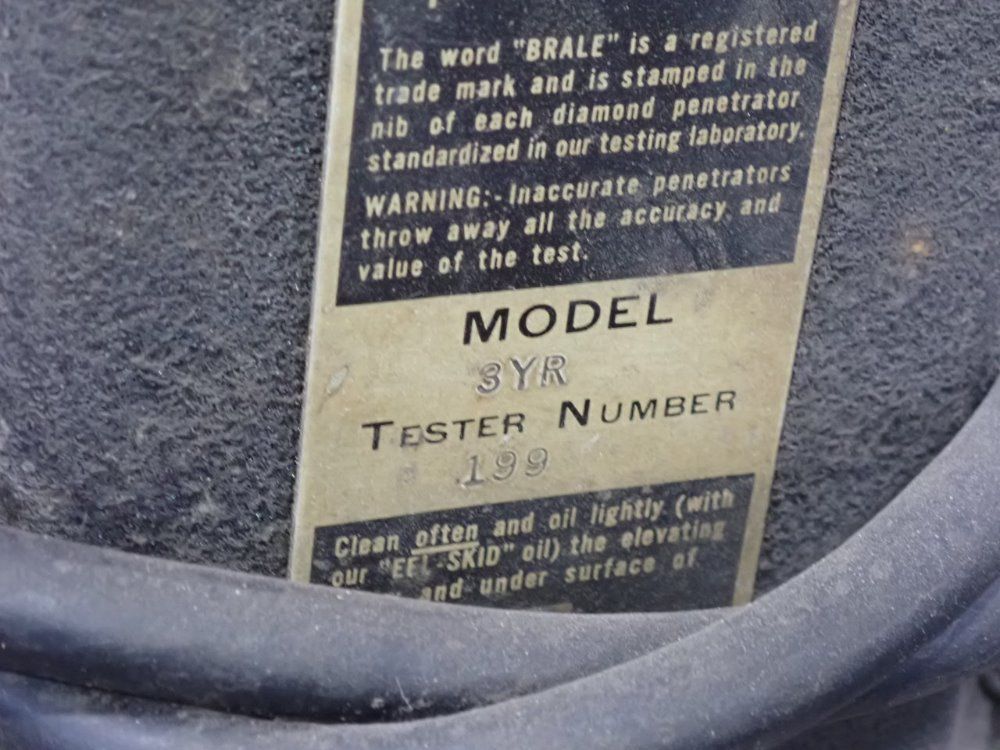 The word "BRALE" is a registered
trade mark and is stamped in the
nib of each diamond penetrator
standardized in our testing laboratory.
WARNING:- Inaccurate penetrators
throw away all the accuracy and
value of the test.
MODEL
3YR
TESTER NUMBER
199
Clean often and oil lightly (with
our "EEL-SKID" oil) the elevating
and under surface of